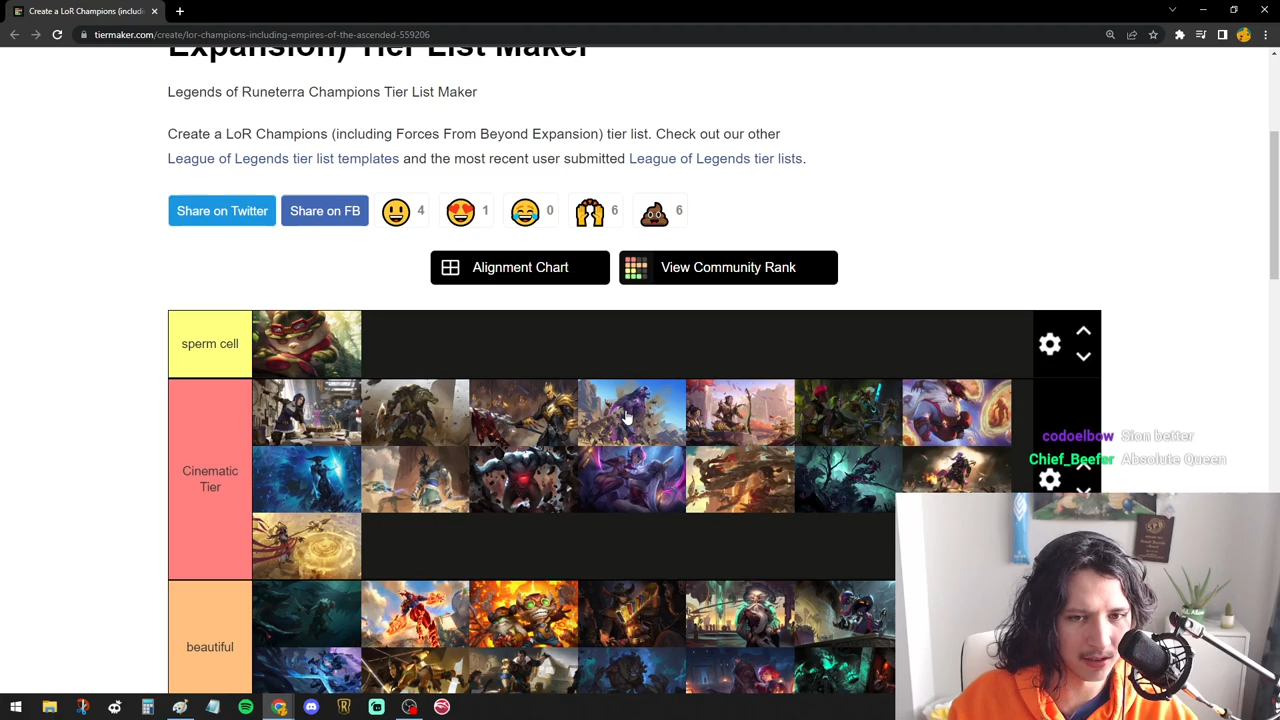 Create a LoR Champions (includi
tiermaker.com/create/lor-champions-including-empires-of-the-ascended-559206
Expansion) Tier List Maker
Legends of Runeterra Champions Tier List Maker
Create a LoR Champions (including Forces From Beyond Expansion) tier list. Check out our other
League of Legends tier list templates and the most recent user submitted League of Legends tier lists.
Share on Twitter
Share on FB
4
1
0
6
6
Alignment Chart
View Community Rank
sperm cell
codoelbow Sion better
Chief_Beefer Absolute Queen
Cinematic
Tier
beautiful